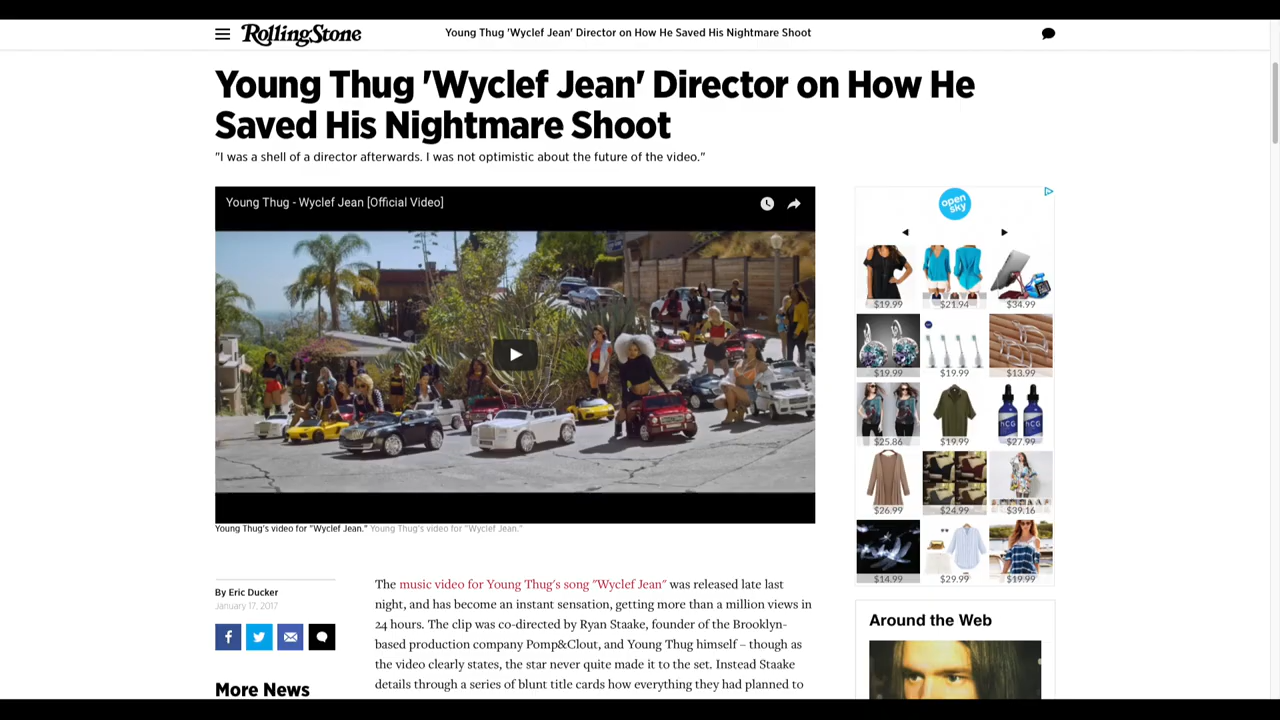 RollingStone
Young Thug 'Wyclef Jean' Director on How He Saved His Nightmare Shoot
Young Thug 'Wyclef Jean' Director on How He
Saved His Nightmare Shoot
"I was a shell of a director afterwards. I was not optimistic about the future of the video."
Young Thug - Wyclef Jean [Official Video]
open
sky
$19.99
$21.94
$34.99
$19.99
$19.99
$13.99
$25.86
$19.99
hCG
hCG
$27.99
$26.99
$24.99
$39.16
$14.99
$29.99
$19.99
Young Thug's video for "Wyclef Jean." Young Thug's video for "Wyclef Jean."
By Eric Ducker
January 17, 2017
The music video for Young Thug's song "Wyclef Jean" was released late last
night, and has become an instant sensation, getting more than a million views in
24 hours. The clip was co-directed by Ryan Staake, founder of the Brooklyn-
based production company Pomp&Clout, and Young Thug himself – though as
the video clearly states, the star never quite made it to the set. Instead Staake
details through a series of blunt title cards how everything they had planned to
More News
Around the Web